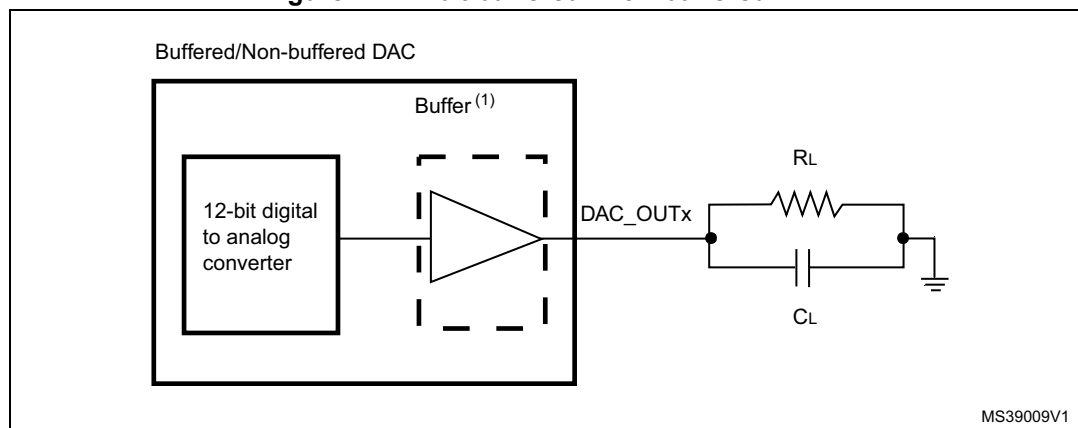 Buffered/Non-buffered DAC
Buffer (1)
12-bit digital
to analog
converter
DAC_OUTx
RL
CL
MS39009V1